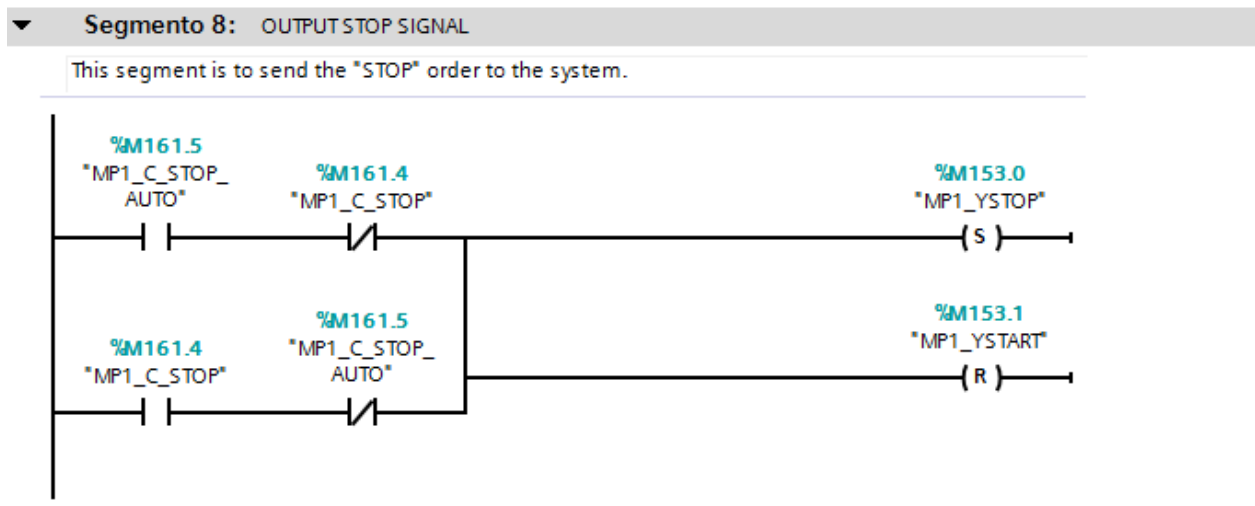 Segmento 8: OUTPUT STOP SIGNAL
This segment is to send the "STOP" order to the system.
%M161.5
"MP1_C_STOP_
AUTO"
%M161.4
"MP1_C_STOP"
%M153.0
"MP1_YSTOP"
S
%M161.4
"MP1_C_STOP"
%M161.5
"MP1_C_STOP_
AUTO"
%M153.1
"MP1_YSTART"
R